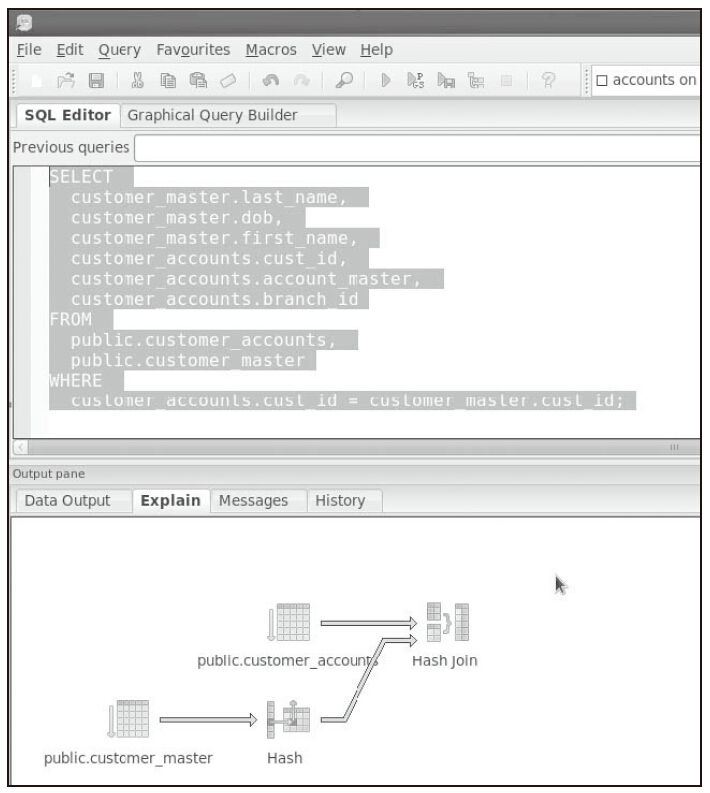 File Edit Query Favourites Macros View Help
accounts on
SQL Editor Graphical Query Builder
Previous queries
SELECT
customer_master.last_name,
customer_master.dob,
customer_master.first_name,
customer_accounts.cust_id,
customer_accounts.account_master,
customer_accounts.branch_id
FROM
public.customer_accounts,
public.customer_master
WHERE
customer_accounts.cust_id = customer_master.cust_id;
Output pane
Data Output Explain Messages History
public.customer_accounts Hash Join
public.customer_master Hash